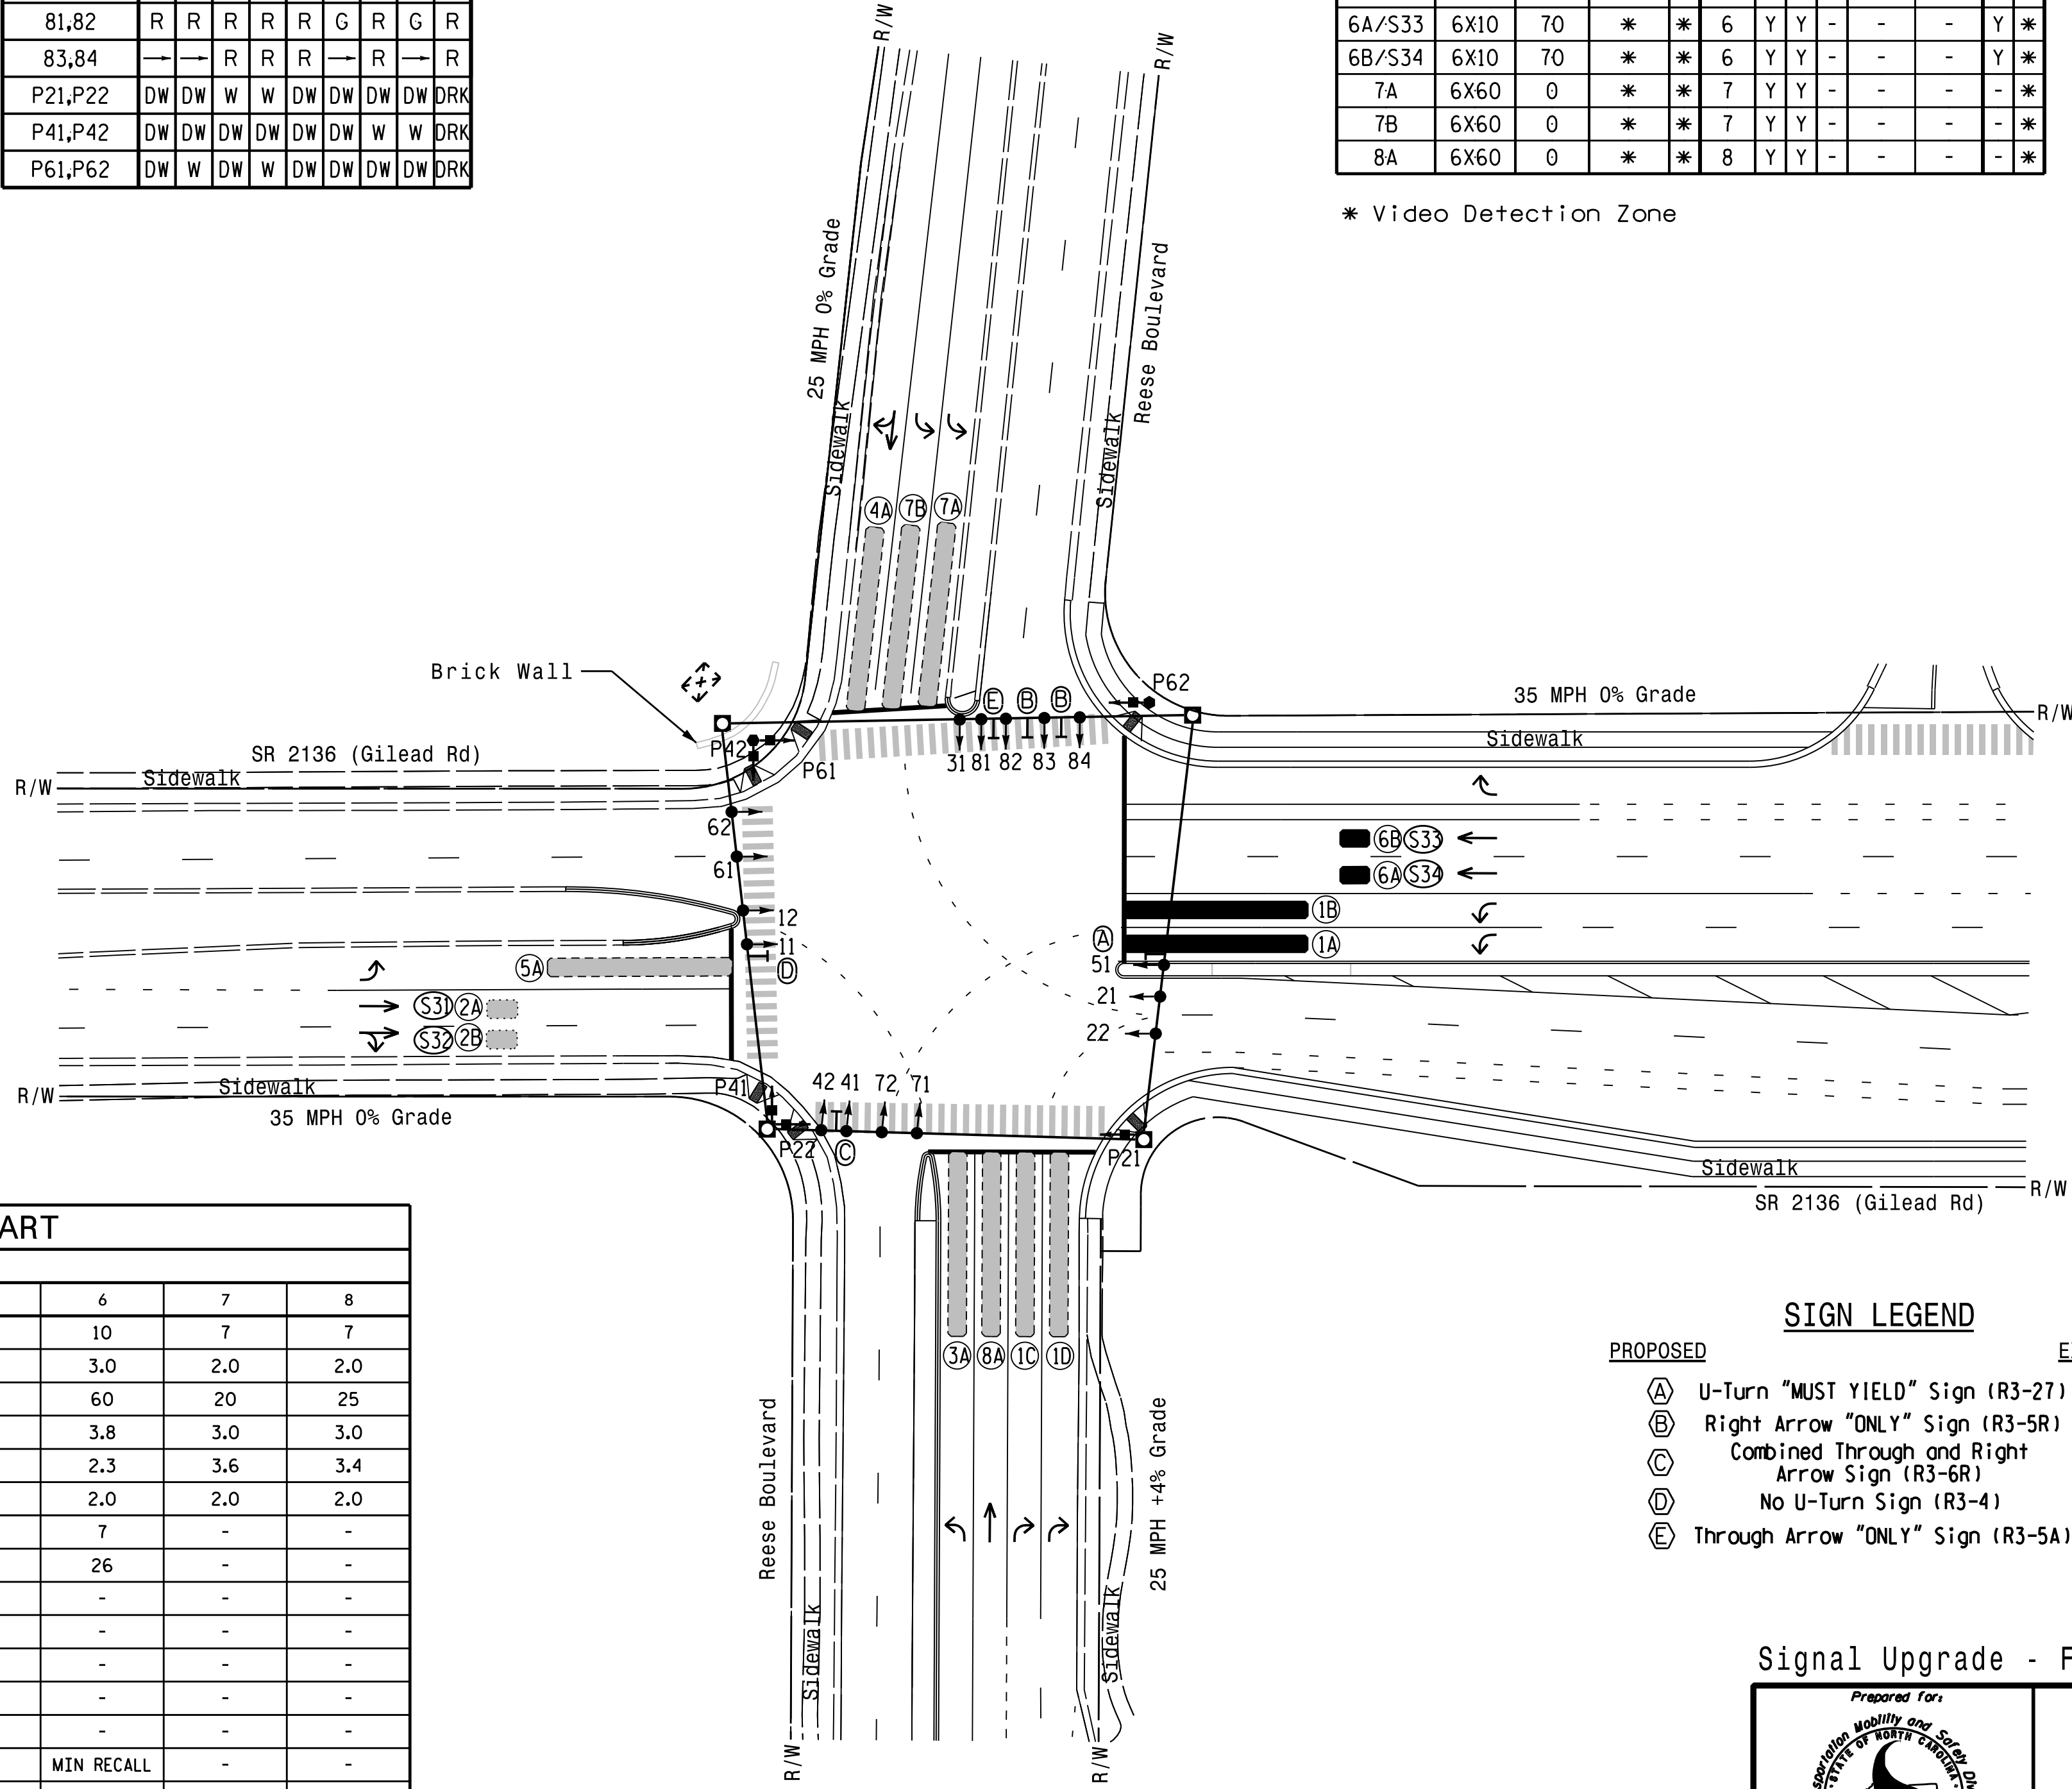 81,82 R R R R R G R G R
83,84 → → R R R → R → R
P21,P22 DW DW W W DW DW DW DW DRK
P41,P42 DW DW DW DW DW DW W W DRK
P61,P62 DW W DW W DW DW DW DW DRK
6A/S33 6X10 70 * * 6 Y Y - - - Y *
6B/S34 6X10 70 * * 6 Y Y - - - Y *
7A 6X60 0 * * 7 Y Y - - - - *
7B 6X60 0 * * 7 Y Y - - - - *
8A 6X60 0 * * 8 Y Y - - - - *
* Video Detection Zone
R/W
R/W
25 MPH 0% Grade
Reese Boulevard
Sidewalk
Sidewalk
4A 7B 7A
Brick Wall
P62
E B B
35 MPH 0% Grade
R/W
P42
SR 2136 (Gilead Rd)
Sidewalk
31 81 82 83 84
P61
Sidewalk
R/W
62
6B S33
61
6A S34
12
1B
11
A
1A
5A
D
51
21
S31 2A
22
S32 2B
42 41 72 71
P41
Sidewalk
R/W
35 MPH 0% Grade
P22
C
P21
Sidewalk
R/W
SR 2136 (Gilead Rd)
3A 8A 1C 1D
Reese Boulevard
25 MPH +4% Grade
Sidewalk
Sidewalk
R/W
R/W
ART
6 7 8
10 7 7
3.0 2.0 2.0
60 20 25
3.8 3.0 3.0
2.3 3.6 3.4
2.0 2.0 2.0
7 - -
26 - -
- - -
- - -
- - -
- - -
- - -
MIN RECALL - -
SIGN LEGEND
PROPOSED
E
A U-Turn "MUST YIELD" Sign (R3-27)
B Right Arrow "ONLY" Sign (R3-5R)
C Combined Through and Right
Arrow Sign (R3-6R)
D No U-Turn Sign (R3-4)
E Through Arrow "ONLY" Sign (R3-5A)
Signal Upgrade - F
Prepared for:
sportation Mobility and Safety Di
STATE OF NORTH CAROLINA